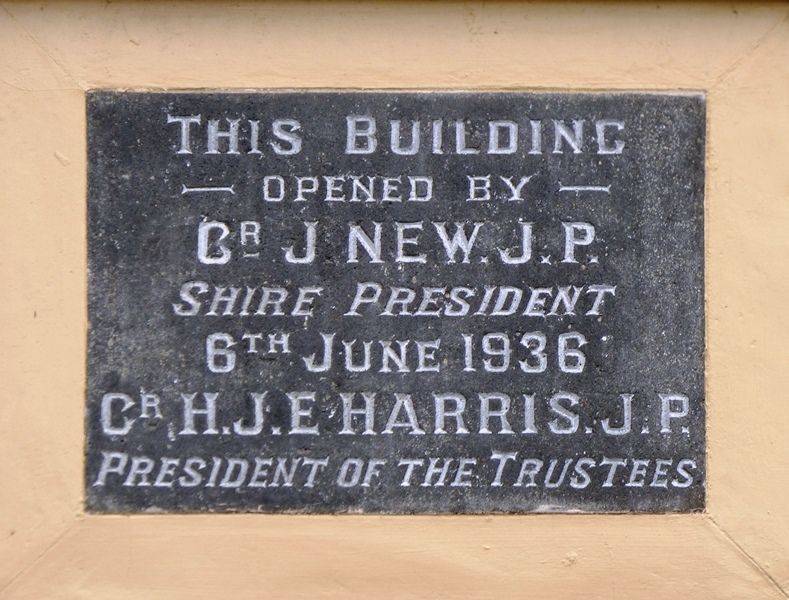 THIS BUILDING
— OPENED BY —
CR J NEW. J.P.
SHIRE PRESIDENT
6TH JUNE 1936
CR H.J.E HARRIS. J.P.
PRESIDENT OF THE TRUSTEES